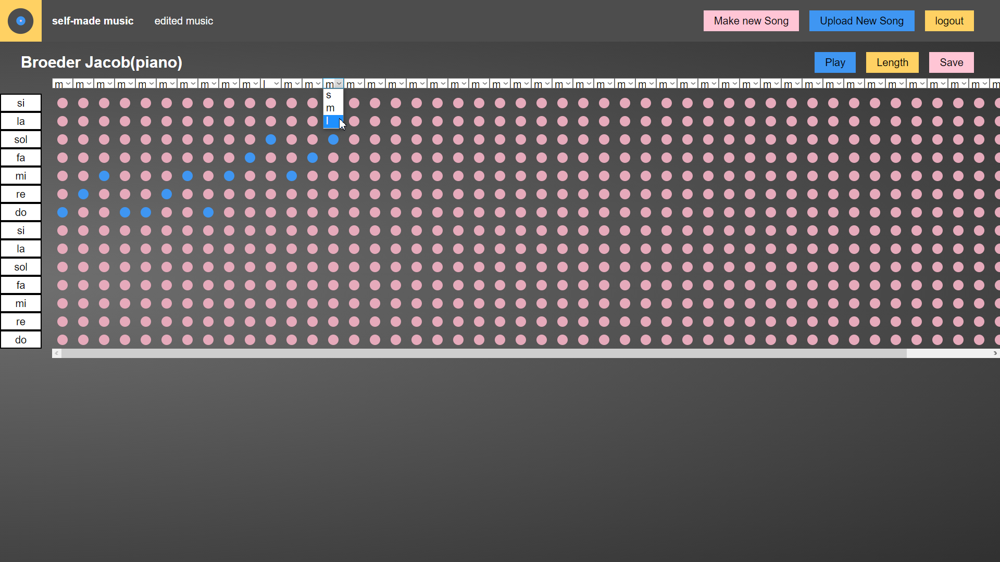 self-made music edited music Make new Song Upload New Song logout
Broeder Jacob(piano) Play Length Save
m m m m m m m m m m l m m m m m m m m m m m m m m m m m m m m m m m m m m m m m m m m m m m m
s
m
l
si
la
sol
fa
mi
re
do
si
la
sol
fa
mi
re
do